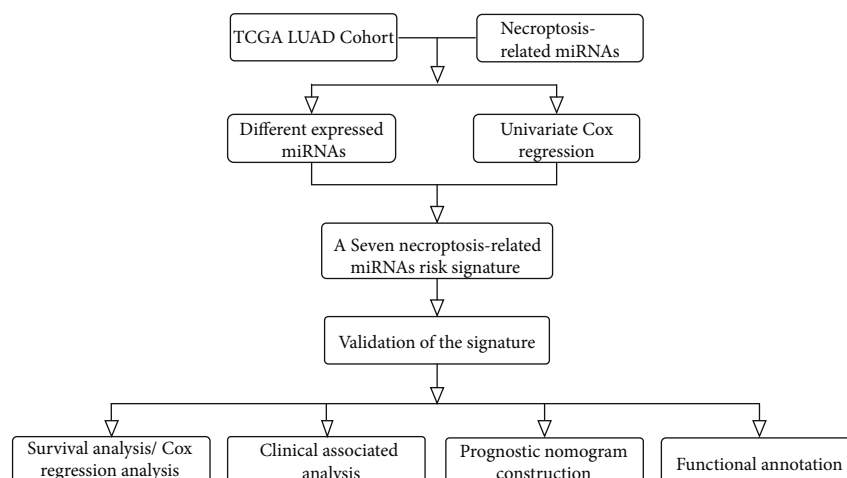 TCGA LUAD Cohort
Necroptosis-
related miRNAs
Different expressed
miRNAs
Univariate Cox
regression
A Seven necroptosis-related
miRNAs risk signature
Validation of the signature
Survival analysis/ Cox
regression analysis
Clinical associated
analysis
Prognostic nomogram
construction
Functional annotation